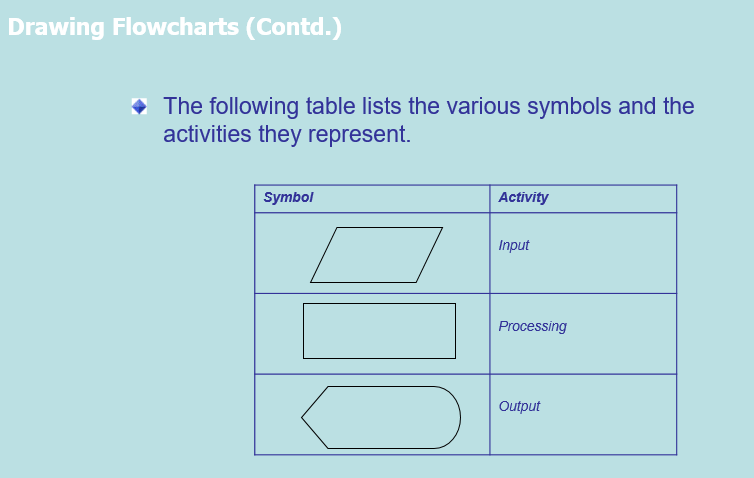 Drawing Flowcharts (Contd.)
The following table lists the various symbols and the
activities they represent.
Symbol Activity
Input
Processing
Output